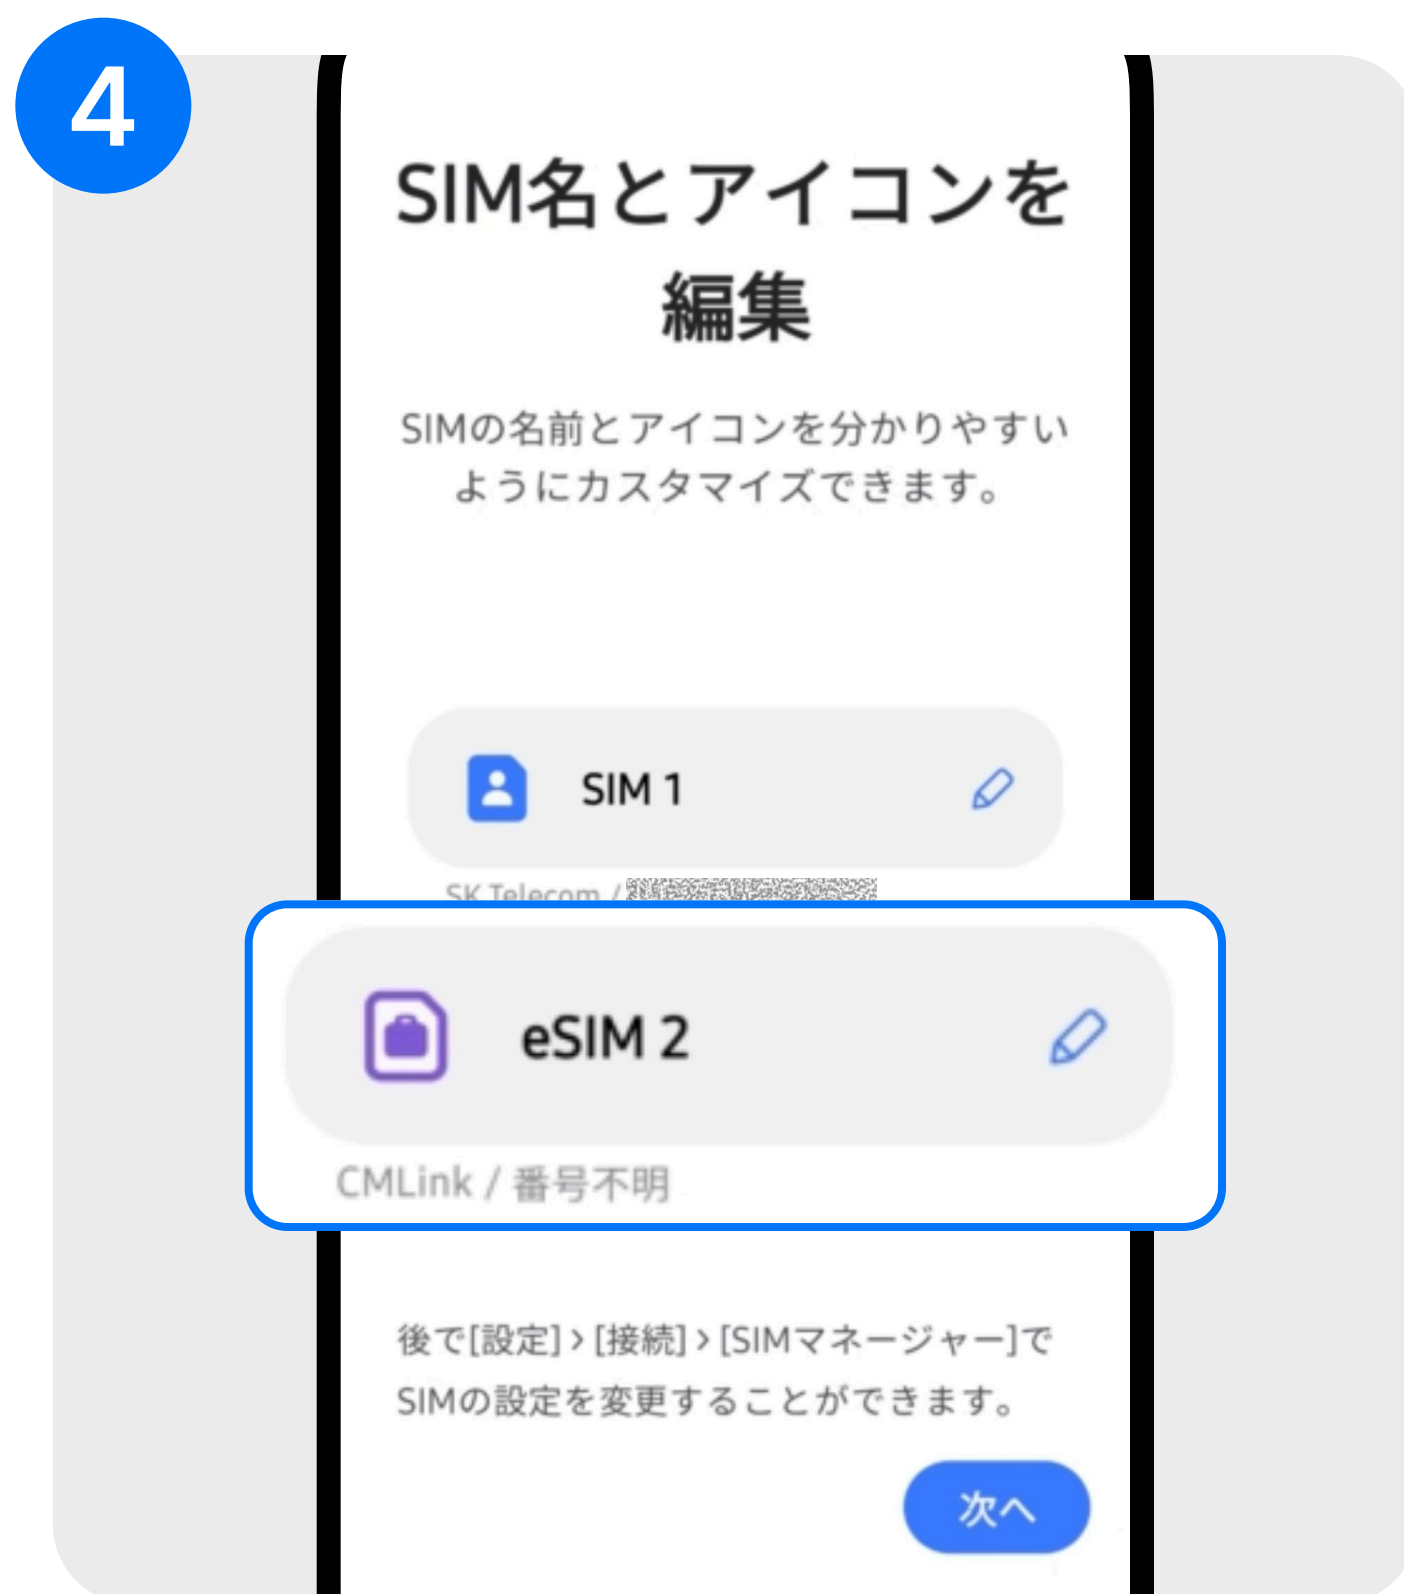 4
SIM名とアイコンを
編集
SIMの名前とアイコンを分かりやすい
ようにカスタマイズできます。
SIM 1
SK Telecom /
eSIM 2
CMLink / 番号不明
後で[設定] › [接続] › [SIMマネージャー]で
SIMの設定を変更することができます。
次へ